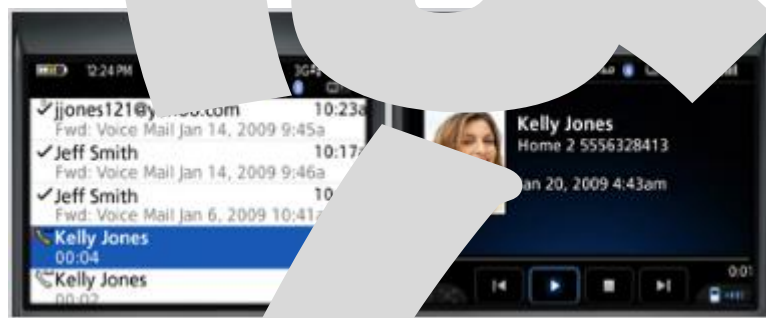 12:24 PM 3G
10:23a
Fwd: Voice Mail Jan 14, 2009 9:45a
Jeff Smith 10:17
Fwd: Voice Mail Jan 14, 2009 9:46a
Jeff Smith
Fwd: Voice Mail Jan 6, 2009 10:41
Kelly Jones
00:04
Kelly Jones
00:02
Kelly Jones
Home 2 5556328413
20, 2009 4:43am
0:01